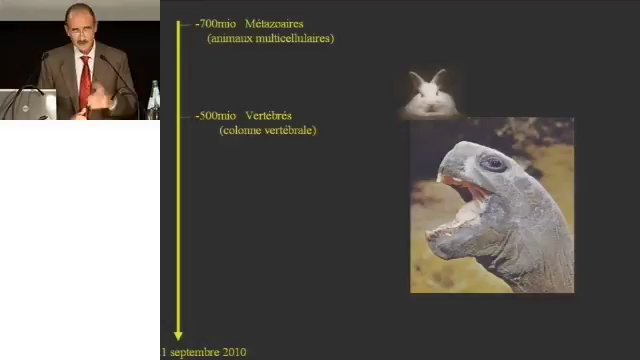 -700mio Métazoaires
(animaux multicellulaires)
-500mio Vertébrés
(colonne vertébrale)
1 septembre 2010